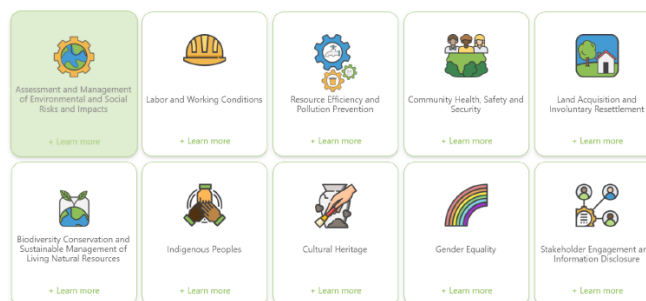 Assessment and Management
of Environmental and Social
Risks and Impacts
+ Learn more
Labor and Working Conditions
+ Learn more
Resource Efficiency and
Pollution Prevention
+ Learn more
Community Health, Safety and
Security
+ Learn more
Land Acquisition and
Involuntary Resettlement
+ Learn more
Biodiversity Conservation and
Sustainable Management of
Living Natural Resources
+ Learn more
Indigenous Peoples
+ Learn more
Cultural Heritage
+ Learn more
Gender Equality
+ Learn more
Stakeholder Engagement an
Information Disclosure
+ Learn more